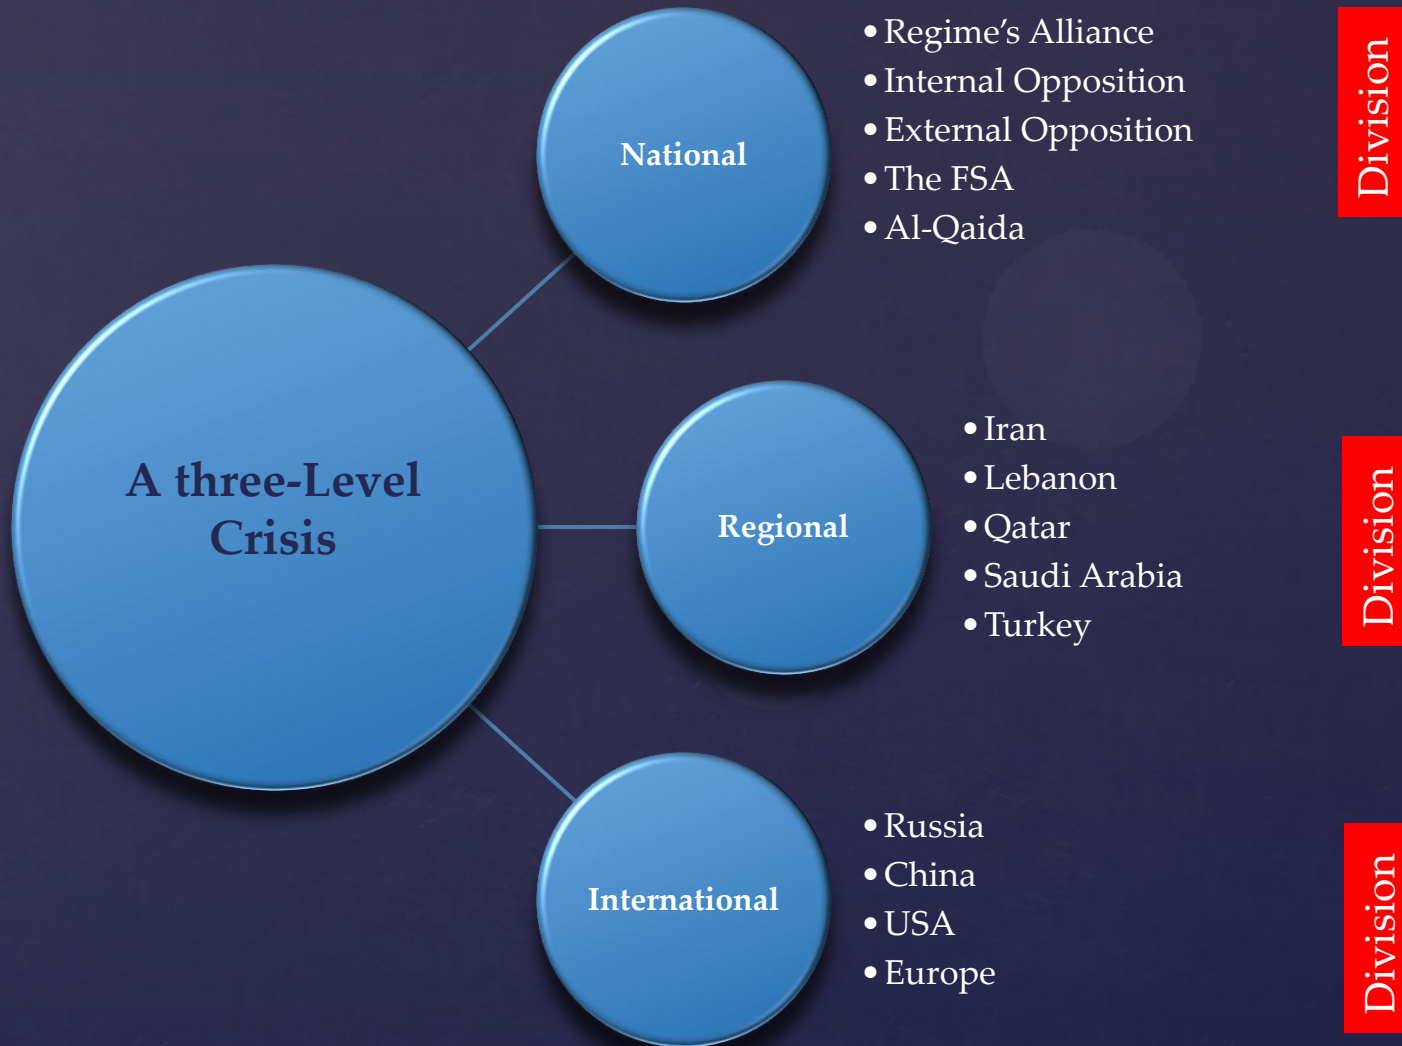 A three-Level
Crisis
National
• Regime’s Alliance
• Internal Opposition
• External Opposition
• The FSA
• Al-Qaida
Division
Regional
• Iran
• Lebanon
• Qatar
• Saudi Arabia
• Turkey
Division
International
• Russia
• China
• USA
• Europe
Division